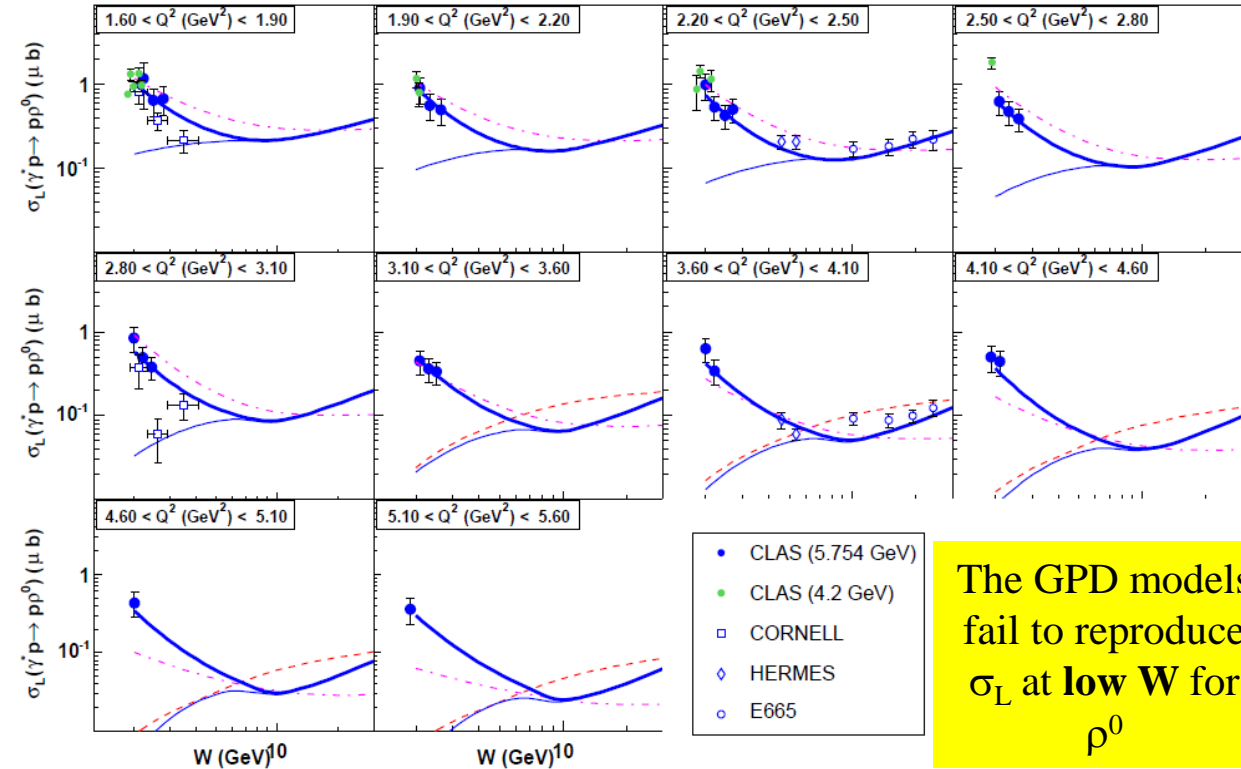 1.60 < Q² (GeV²) < 1.90
1.90 < Q² (GeV²) < 2.20
2.20 < Q² (GeV²) < 2.50
2.50 < Q² (GeV²) < 2.80
σ_L(γ* p→ pρ⁰) (μ b)
1
10⁻¹
2.80 < Q² (GeV²) < 3.10
3.10 < Q² (GeV²) < 3.60
3.60 < Q² (GeV²) < 4.10
4.10 < Q² (GeV²) < 4.60
σ_L(γ* p→ pρ⁰) (μ b)
1
10⁻¹
4.60 < Q² (GeV²) < 5.10
5.10 < Q² (GeV²) < 5.60
σ_L(γ* p→ pρ⁰) (μ b)
1
10⁻¹
W (GeV) 10
W (GeV) 10
CLAS (5.754 GeV)
CLAS (4.2 GeV)
CORNELL
HERMES
E665
The GPD models
fail to reproduce
σ_L at low W for
ρ⁰